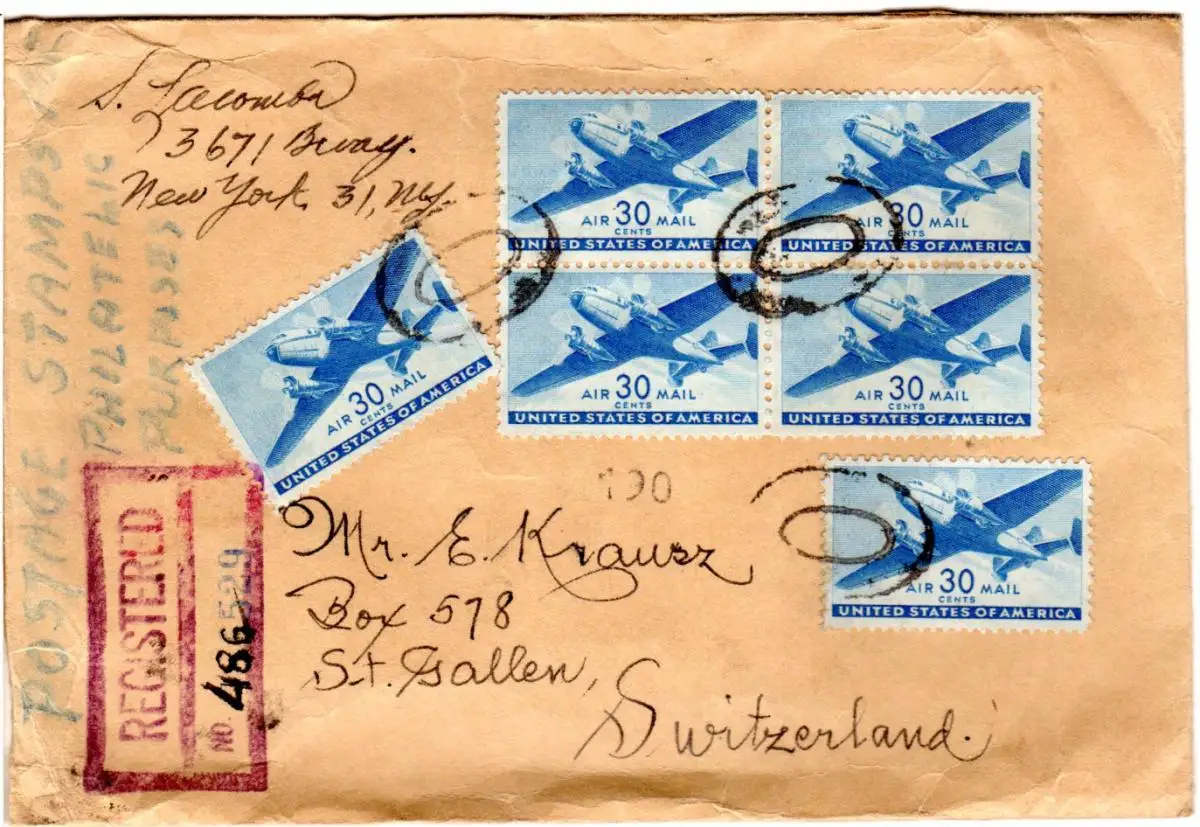 S. Lacomba
3671 Bway.
New York 31, NY.
POSTAGE STAMPS
PHILATELIC
PURPOSES
AIR 30 MAIL
CENTS
UNITED STATES OF AMERICA
AIR 30 MAIL
CENTS
UNITED STATES OF AMERICA
AIR 30 MAIL
CENTS
UNITED STATES OF AMERICA
AIR 30 MAIL
CENTS
UNITED STATES OF AMERICA
AIR 30 MAIL
CENTS
UNITED STATES OF AMERICA
190
AIR 30 MAIL
CENTS
UNITED STATES OF AMERICA
REGISTERED
NO. 486529
Mr. E. Krausz
Box 578
St. Gallen,
Switzerland.